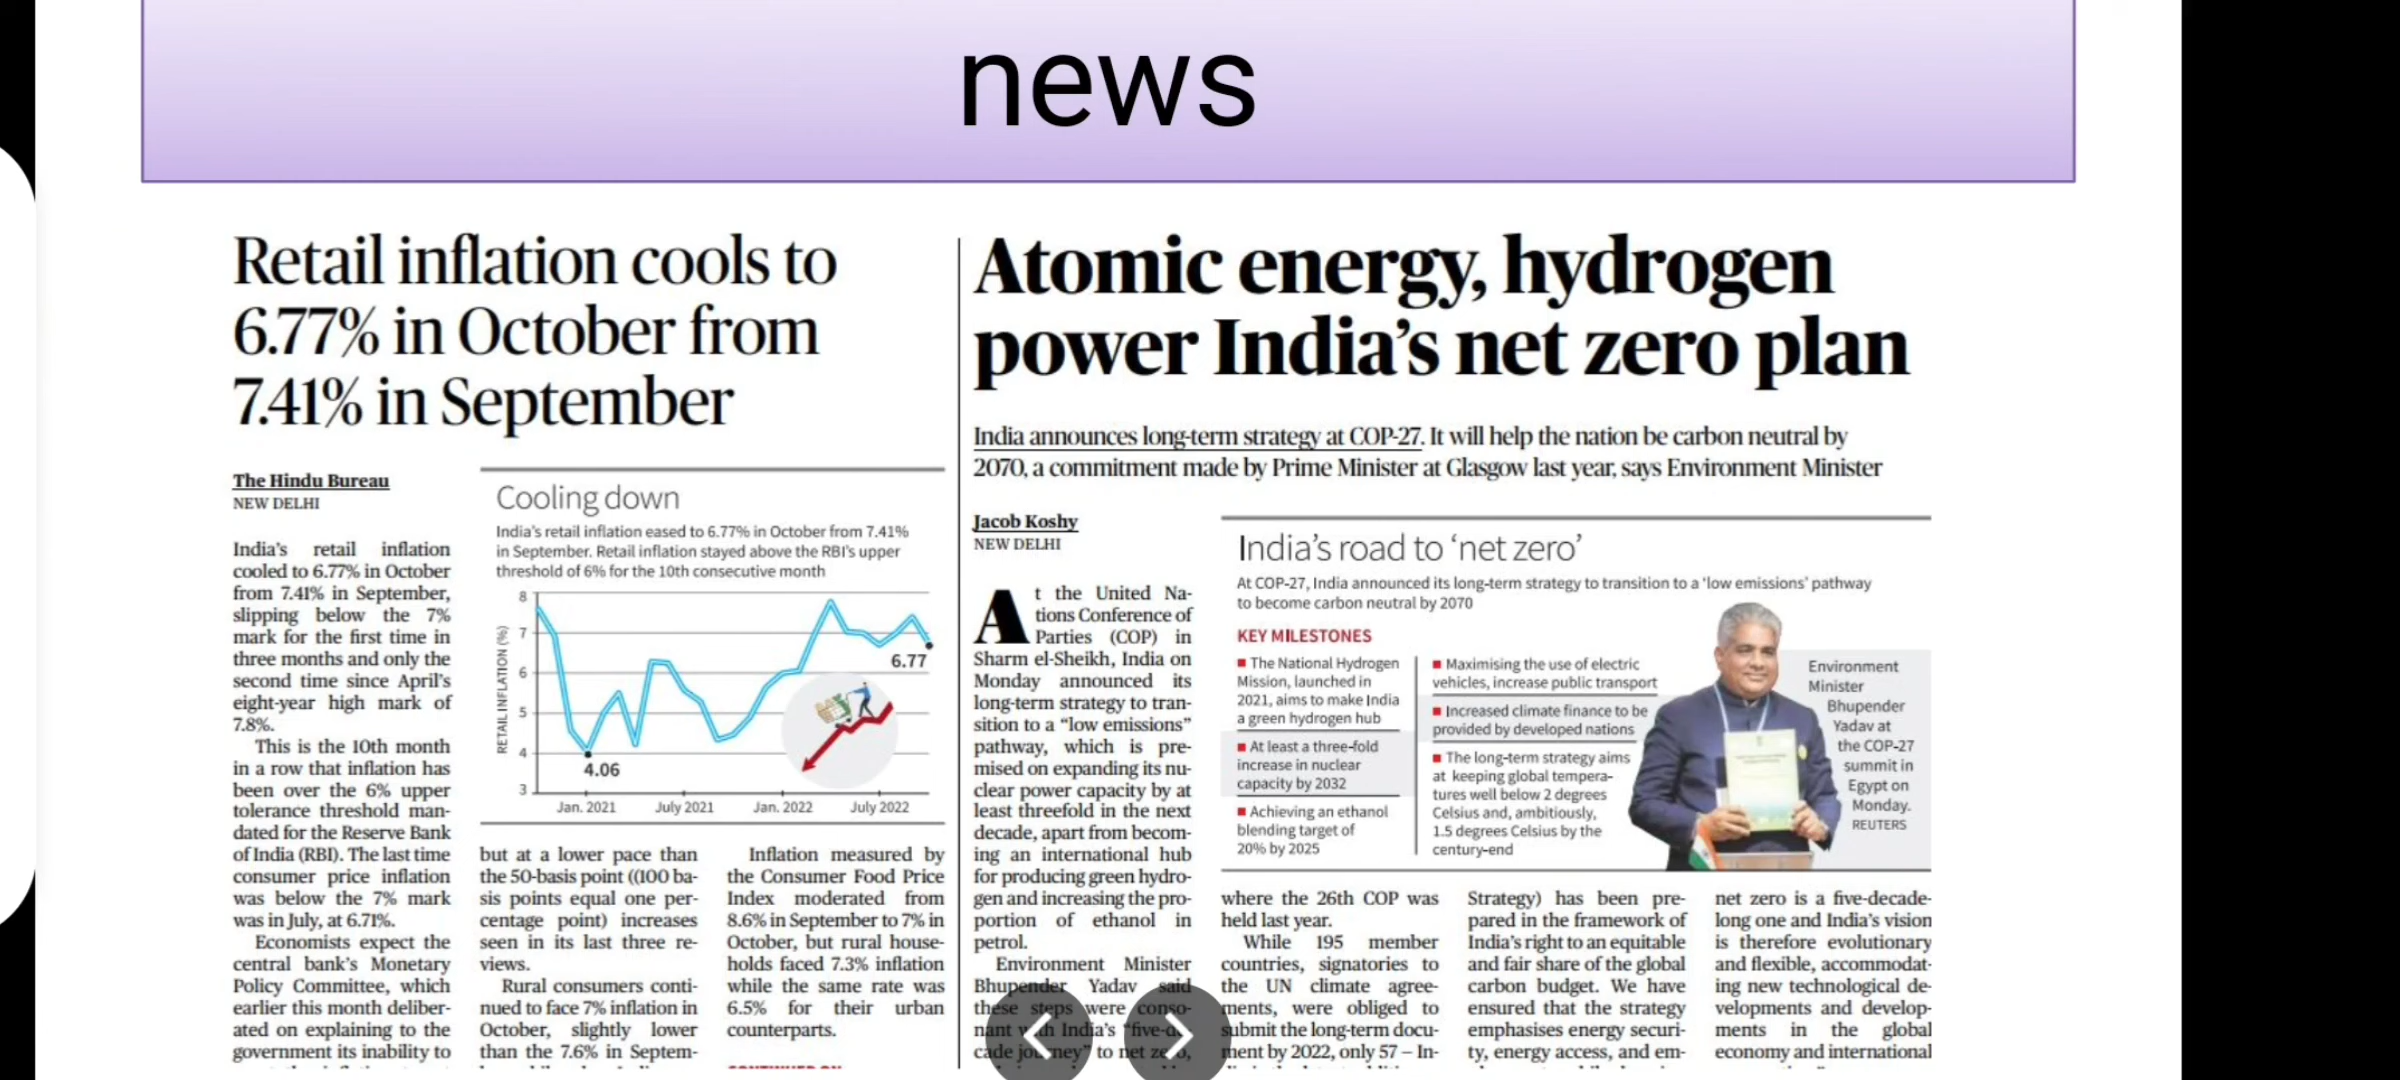 news
Retail inflation cools to
6.77% in October from
7.41% in September
The Hindu Bureau
NEW DELHI
India's retail inflation
cooled to 6.77% in October
from 7.41% in September,
slipping below the 7%
mark for the first time in
three months and only the
second time since April's
eight-year high mark of
7.8%.
This is the 10th month
in a row that inflation has
been over the 6% upper
tolerance threshold man-
dated for the Reserve Bank
of India (RBI). The last time
consumer price inflation
was below the 7% mark
was in July, at 6.71%.
Economists expect the
central bank's Monetary
Policy Committee, which
earlier this month deliber-
ated on explaining to the
government its inability to
Cooling down
India's retail inflation eased to 6.77% in October from 7.41%
in September. Retail inflation stayed above the RBI's upper
threshold of 6% for the 10th consecutive month
RETAIL INFLATION (%)
8
7
6
5
4
3
6.77
4.06
Jan. 2021 July 2021 Jan. 2022 July 2022
but at a lower pace than
the 50-basis point ((100 ba-
sis points equal one per-
centage point) increases
seen in its last three re-
views.
Rural consumers conti-
nued to face 7% inflation in
October, slightly lower
than the 7.6% in Septem-
Inflation measured by
the Consumer Food Price
Index moderated from
8.6% in September to 7% in
October, but rural house-
holds faced 7.3% inflation
while the same rate was
6.5% for their urban
counterparts.
Atomic energy, hydrogen
power India's net zero plan
India announces long-term strategy at COP-27. It will help the nation be carbon neutral by
2070, a commitment made by Prime Minister at Glasgow last year, says Environment Minister
Jacob Koshy
NEW DELHI
At the United Na-
tions Conference of
Parties (COP) in
Sharm el-Sheikh, India on
Monday announced its
long-term strategy to tran-
sition to a "low emissions"
pathway, which is pre-
mised on expanding its nu-
clear power capacity by at
least threefold in the next
decade, apart from becom-
ing an international hub
for producing green hydro-
gen and increasing the pro-
portion of ethanol in
petrol.
Environment Minister
Bhupender Yadav said
these steps were conso-
nant with India's "five-de-
cade journey" to net zero,
India's road to 'net zero'
At COP-27, India announced its long-term strategy to transition to a 'low emissions' pathway
to become carbon neutral by 2070
KEY MILESTONES
■ The National Hydrogen
Mission, launched in
2021, aims to make India
a green hydrogen hub
■ At least a three-fold
increase in nuclear
capacity by 2032
■ Achieving an ethanol
blending target of
20% by 2025
■ Maximising the use of electric
vehicles, increase public transport
■ Increased climate finance to be
provided by developed nations
■ The long-term strategy aims
at keeping global tempera-
tures well below 2 degrees
Celsius and, ambitiously,
1.5 degrees Celsius by the
century-end
Environment
Minister
Bhupender
Yadav at
the COP-27
summit in
Egypt on
Monday.
REUTERS
where the 26th COP was
held last year.
While 195 member
countries, signatories to
the UN climate agree-
ments, were obliged to
submit the long-term docu-
ment by 2022, only 57 – In-
Strategy) has been pre-
pared in the framework of
India's right to an equitable
and fair share of the global
carbon budget. We have
ensured that the strategy
emphasises energy securi-
ty, energy access, and em-
net zero is a five-decade-
long one and India's vision
is therefore evolutionary
and flexible, accommodat-
ing new technological de-
velopments and develop-
ments in the global
economy and international